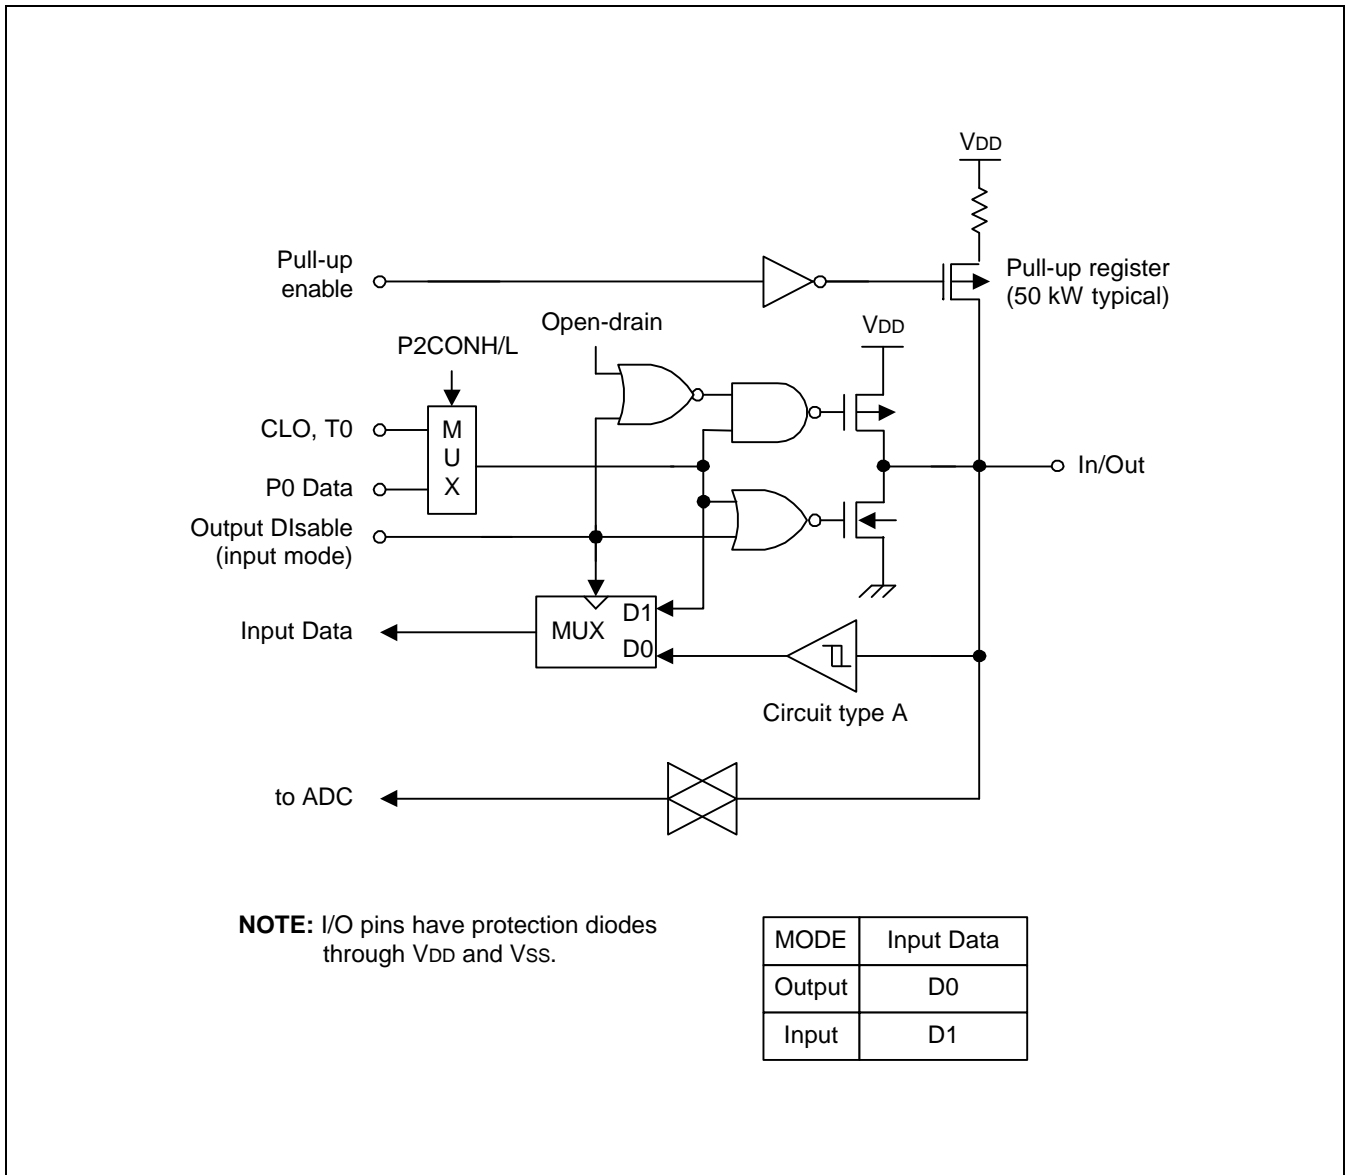 VDD
Pull-up
enable
Pull-up register
(50 kW typical)
Open-drain
VDD
P2CONH/L
CLO, T0
M
U
X
P0 Data
In/Out
Output DIsable
(input mode)
Input Data
MUX
D1
D0
Circuit type A
to ADC
NOTE: I/O pins have protection diodes
through VDD and VSS.
MODE Input Data
Output D0
Input D1